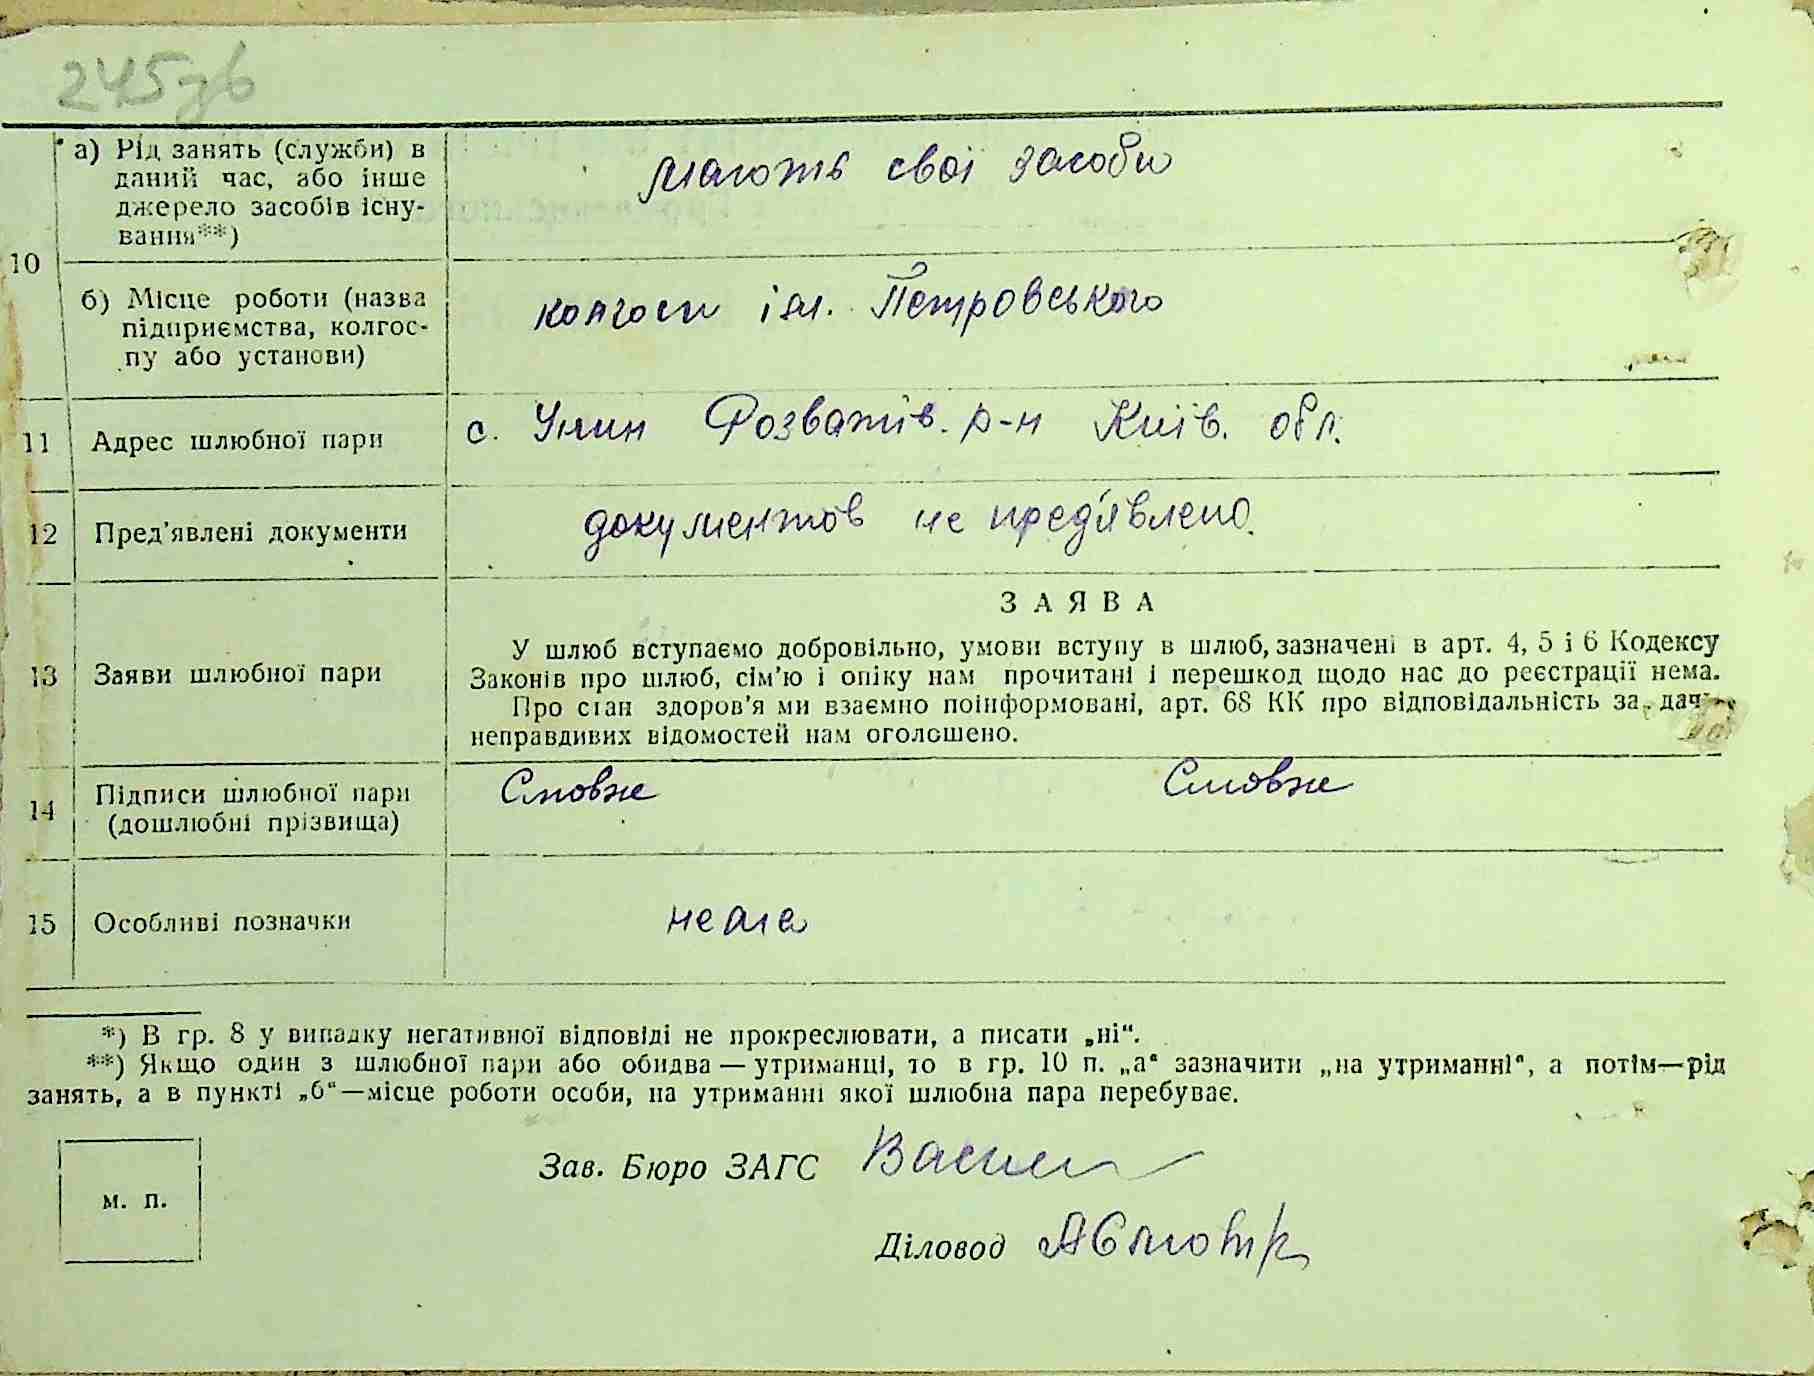 245зв
а) Рід занять (служби) в
даний час, або інше
джерело засобів існу-
вання**)
мають свої засоби
10
б) Місце роботи (назва
підприємства, колгос-
пу або установи)
колгосп ім. Петровського
11 Адрес шлюбної пари
с. Унин Розважів. р-н Київ. обл.
12 Пред'явлені документи
документов не пред'явлено.
ЗАЯВА
13 Заяви шлюбної пари
У шлюб вступаємо добровільно, умови вступу в шлюб, зазначені в арт. 4, 5 і 6 Кодексу
Законів про шлюб, сім'ю і опіку нам прочитані і перешкод щодо нас до реєстрації нема.
Про стан здоров'я ми взаємно поінформовані, арт. 68 КК про відповідальність за дач
неправдивих відомостей нам оголошено.
14 Підписи шлюбної пари
(дошлюбні прізвища)
Смовж Смовж
15 Особливі позначки
нема
*) В гр. 8 у випадку негативної відповіді не прокреслювати, а писати „ні“.
**) Якщо один з шлюбної пари або обидва — утриманці, то в гр. 10 п. „а“ зазначити „на утриманні“, а потім—рід
занять, а в пункті „б“—місце роботи особи, на утриманні якої шлюбна пара перебуває.
м. п.
Зав. Бюро ЗАГС
Діловод